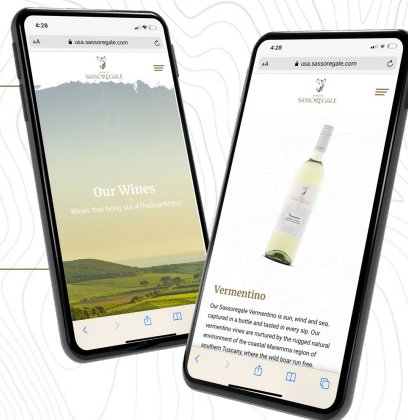 4:28
AA usa.sassoregale.com
SASSOREGALE
Our Wines
Wines that bring out #TheBoarWithin
4:28
AA usa.sassoregale.com
SASSOREGALE
Vermentino
Our Sassoregale Vermentino is sun, wind and sea,
captured in a bottle and tasted in every sip. Our
vermentino vines are nurtured by the rugged natural
environment of the coastal Maremma region of
southern Tuscany, where the wild boar run free.